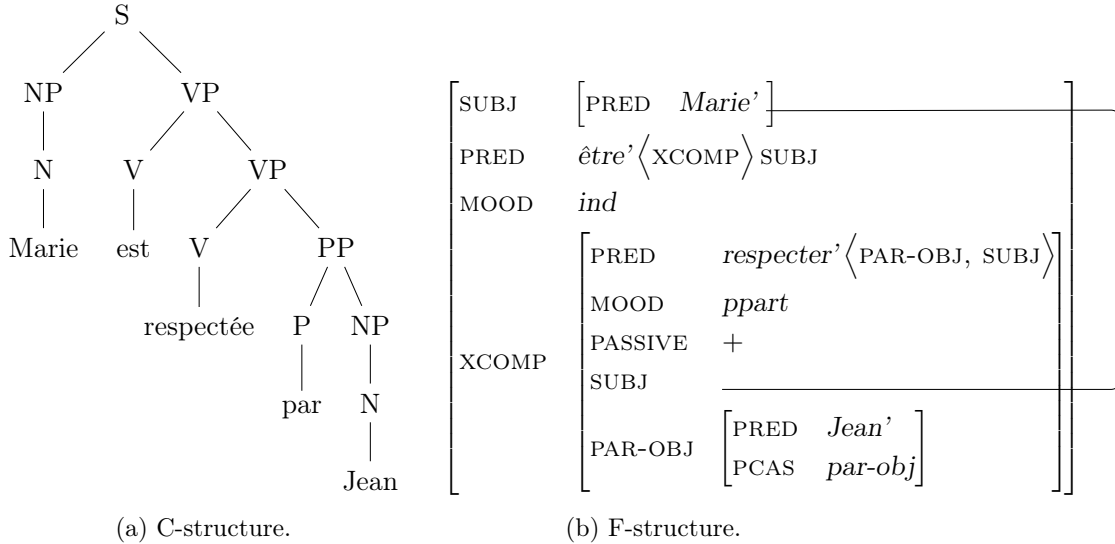 S
NP VP
N V VP
Marie est V PP
respectée P NP
par N
Jean
(a) C-structure.
SUBJ [PRED Marie’]
PRED être’⟨XCOMP⟩SUBJ
MOOD ind
XCOMP
PRED respecter’⟨PAR-OBJ, SUBJ⟩
MOOD ppart
PASSIVE +
SUBJ
PAR-OBJ
PRED Jean’
PCAS par-obj
(b) F-structure.